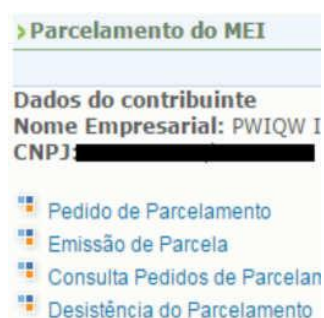 Parcelamento do MEI
Dados do contribuinte
Nome Empresarial: PWIQW I
CNPJ:
Pedido de Parcelamento
Emissão de Parcela
Consulta Pedidos de Parcelam
Desistência do Parcelamento